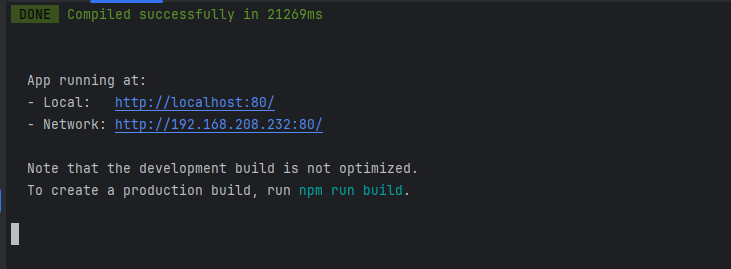 DONE Compiled successfully in 21269ms
App running at:
- Local: http://localhost:80/
- Network: http://192.168.208.232:80/
Note that the development build is not optimized.
To create a production build, run npm run build.